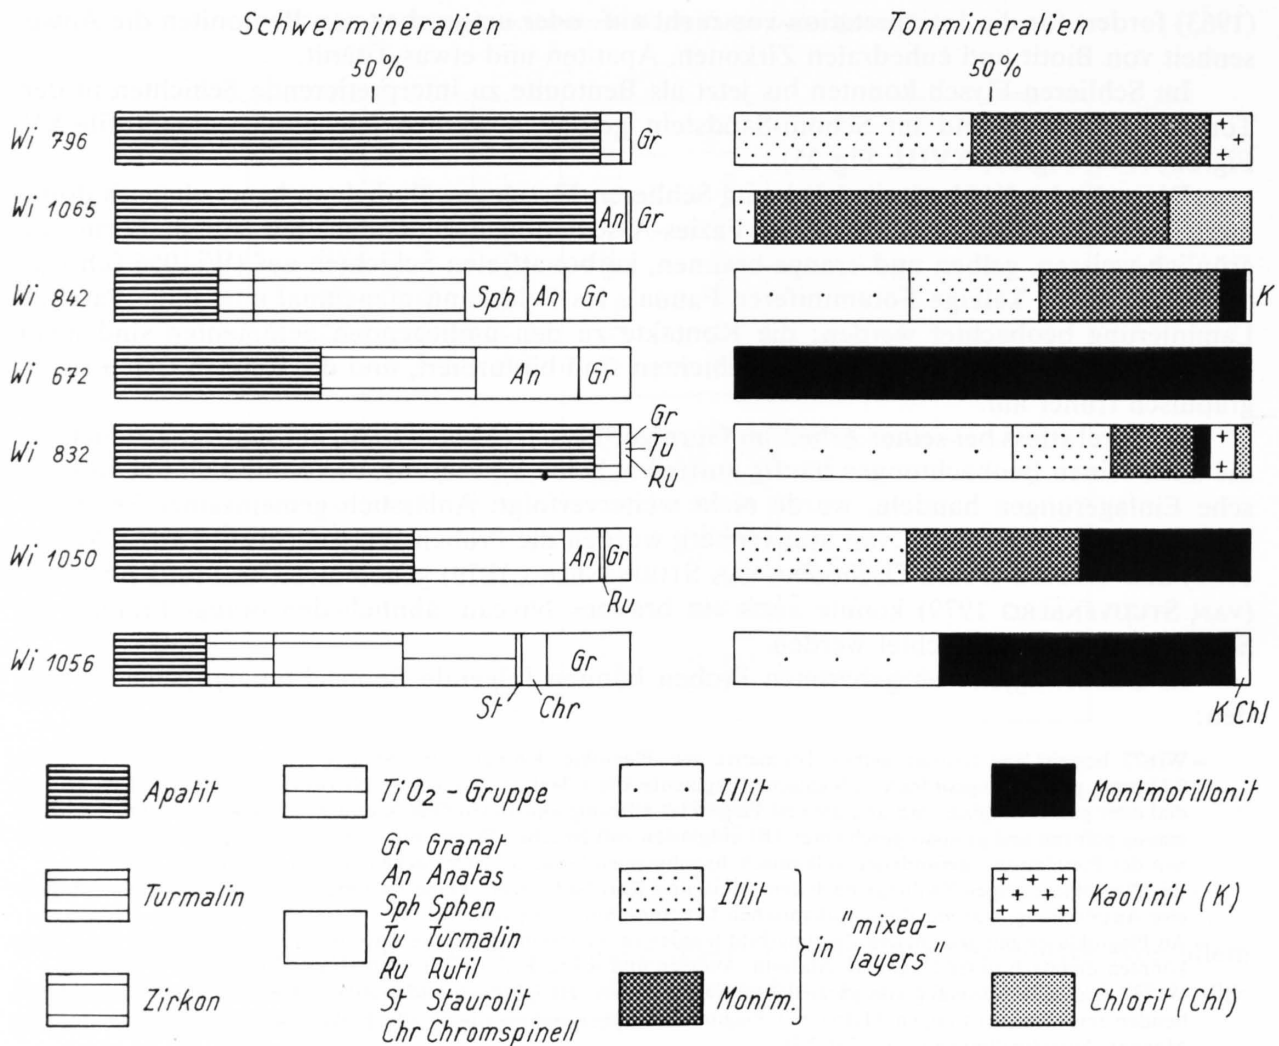 Schwermineralien
Tonmineralien
50%
50%
Wi 796
Gr
Wi 1065
An
Gr
Wi 842
Sph
An
Gr
K
Wi 672
An
Gr
Wi 832
Gr
Tu
Ru
Wi 1050
An
Gr
Ru
Wi 1056
Gr
St
Chr
K Chl
Apatit
TiO2 - Gruppe
Illit
Montmorillonit
Turmalin
Gr Granat
An Anatas
Sph Sphen
Tu Turmalin
Ru Rutil
St Staurolit
Chr Chromspinell
Illit
Kaolinit (K)
in "mixed-
layers"
Zirkon
Montm.
Chlorit (Chl)